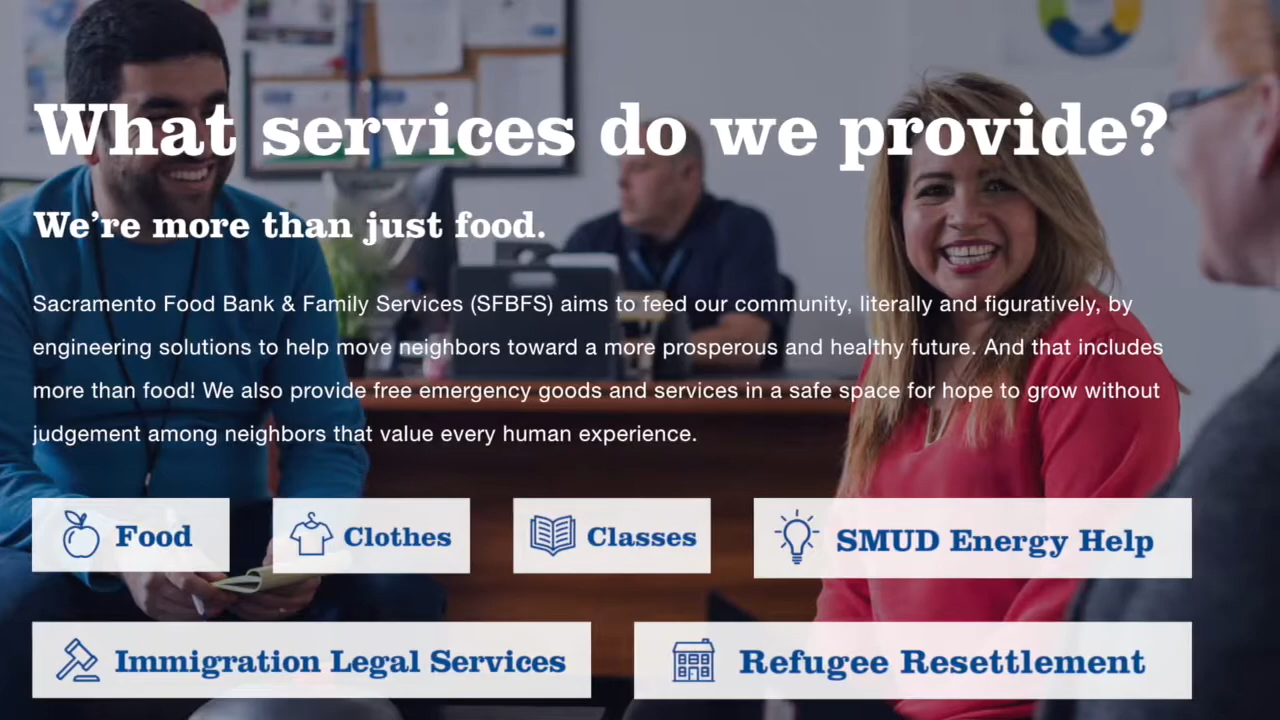 What services do we provide?
We’re more than just food.
Sacramento Food Bank & Family Services (SFBFS) aims to feed our community, literally and figuratively, by
engineering solutions to help move neighbors toward a more prosperous and healthy future. And that includes
more than food! We also provide free emergency goods and services in a safe space for hope to grow without
judgement among neighbors that value every human experience.
Food
Clothes
Classes
SMUD Energy Help
Immigration Legal Services
Refugee Resettlement